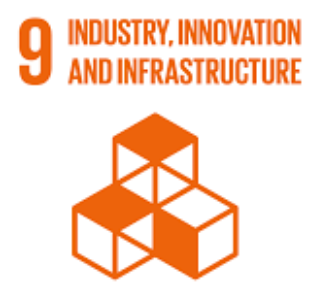 9 INDUSTRY, INNOVATION
AND INFRASTRUCTURE